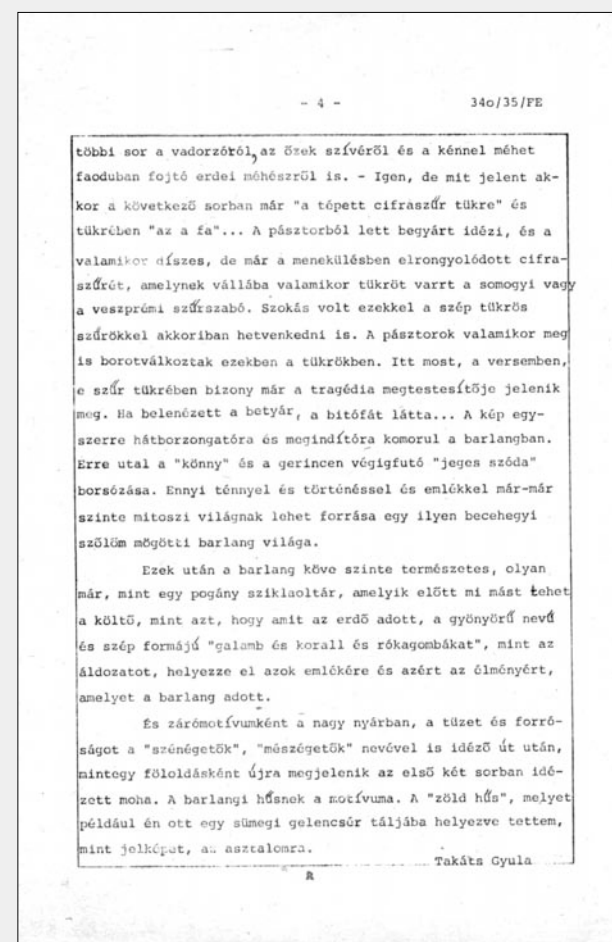 - 4 - 34o/35/FE
többi sor a vadorzóról, az őzek szívéről és a kénnel méhet
faoduban fojtó erdei méhészről is. - Igen, de mit jelent ak-
kor a következő sorban már "a tépett cifraszűr tükre" és
tükrében "az a fa"... A pásztorból lett begyárt idézi, és a
valamikor díszes, de már a menekülésben elrongyolódott cifra-
szűrét, amelynek vállába valamikor tükröt varrt a somogyi vagy
a veszprémi szűrszabó. Szokás volt ezekkel a szép tükrös
szűrökkel akkoriban hetvenkedni is. A pásztorok valamikor meg
is borotválkoztak ezekben a tükrökben. Itt most, a versemben,
e szűr tükrében bizony már a tragédia megtestesítője jelenik
meg. Ha belenézett a betyár, a bitófát látta... A kép egy-
szerre hátborzongatóra és megindítóra komorul a barlangban.
Erre utal a "könny" és a gerincen végigfutó "jeges szóda"
borsózása. Ennyi ténnyel és történéssel és emlékkel már-már
szinte mitoszi világnak lehet forrása egy ilyen becehegyi
szőlőm mögötti barlang világa.
Ezek után a barlang köve szinte természetes, olyan
már, mint egy pogány sziklaoltár, amelyik előtt mi mást tehet
a költő, mint azt, hogy amit az erdő adott, a gyönyörű nevű
és szép formájú "galamb és korall és rókagombákat", mint az
áldozatot, helyezze el azok emlékére és azért az élményért,
amelyet a barlang adott.
És zárómotívumként a nagy nyárban, a tüzet és forró-
ságot a "szénégetők", "mészégetők" nevével is idéző út után,
mintegy föloldásként újra megjelenik az első két sorban idé-
zett moha. A barlangi hűsnek a motívuma. A "zöld hűs", melyet
például én ott egy sümegi gelencsér táljába helyezve tettem,
mint jelképet, az asztalomra.
Takáts Gyula
R